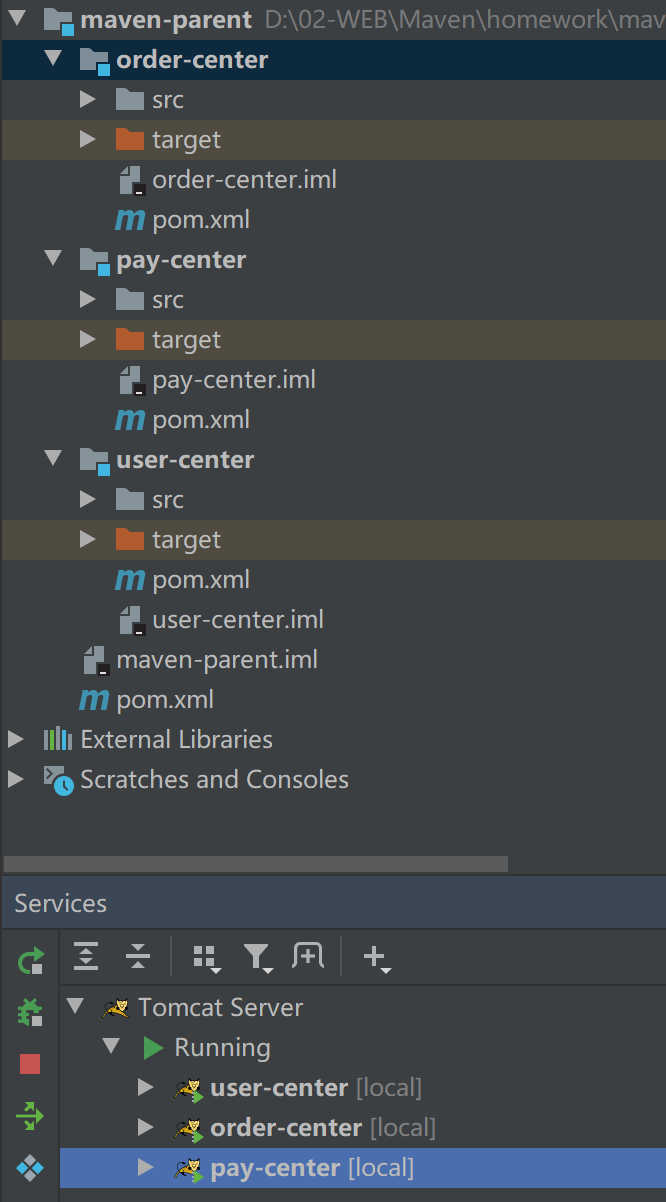 maven-parent D:\02-WEB\Maven\homework\mav
order-center
src
target
order-center.iml
pom.xml
pay-center
src
target
pay-center.iml
pom.xml
user-center
src
target
pom.xml
user-center.iml
maven-parent.iml
pom.xml
External Libraries
Scratches and Consoles
Services
Tomcat Server
Running
user-center [local]
order-center [local]
pay-center [local]